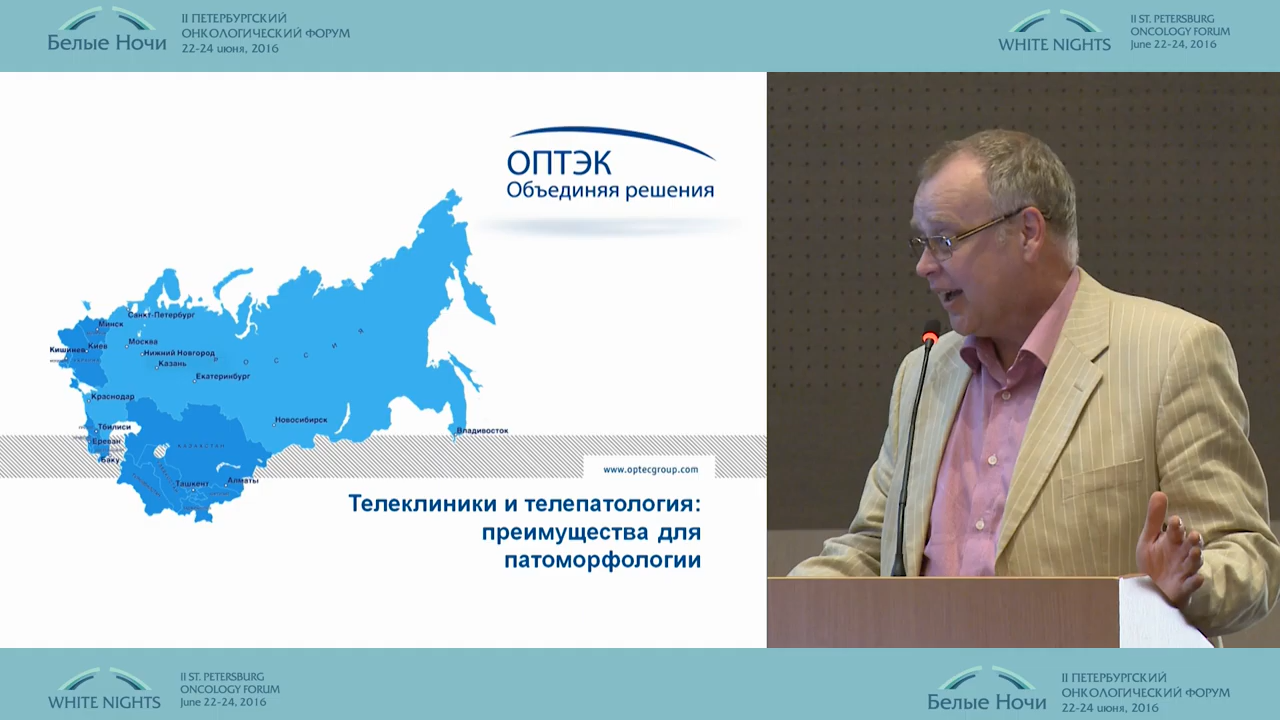 Белые Ночи
II ПЕТЕРБУРГСКИЙ
ОНКОЛОГИЧЕСКИЙ ФОРУМ
22-24 июня, 2016
WHITE NIGHTS
II ST. PETERSBURG
ONCOLOGY FORUM
June 22-24, 2016
ОПТЭК
Объединяя решения
Санкт-Петербург
Минск
Москва
Киев
Кишинев
Нижний Новгород
Казань
РОССИ
Екатеринбург
Краснодар
Новосибирск
Тбилиси
Владивосток
Ереван
КАЗАХСТАН
Баку
Алматы
Ташкент
www.optecgroup.com
Телеклиники и телепатология:
преимущества для
патоморфологии
WHITE NIGHTS
II ST. PETERSBURG
ONCOLOGY FORUM
June 22-24, 2016
Белые Ночи
II ПЕТЕРБУРГСКИЙ
ОНКОЛОГИЧЕСКИЙ ФОРУМ
22-24 июня, 2016